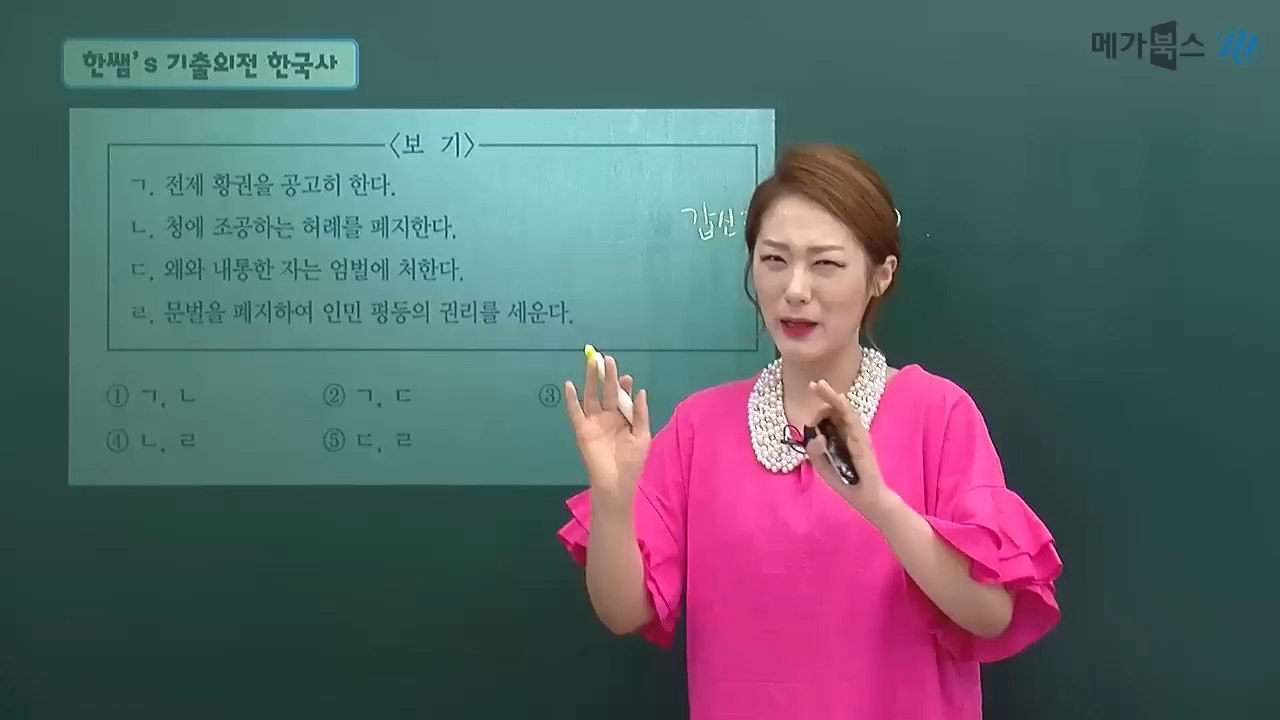 한쌤's 기출외전 한국사
메가북스
<보 기>
ㄱ. 전제 황권을 공고히 한다.
ㄴ. 청에 조공하는 허례를 폐지한다.
ㄷ. 왜와 내통한 자는 엄벌에 처한다.
ㄹ. 문벌을 폐지하여 인민 평등의 권리를 세운다.
갑신
① ㄱ, ㄴ ② ㄱ, ㄷ ③
④ ㄴ, ㄹ ⑤ ㄷ, ㄹ